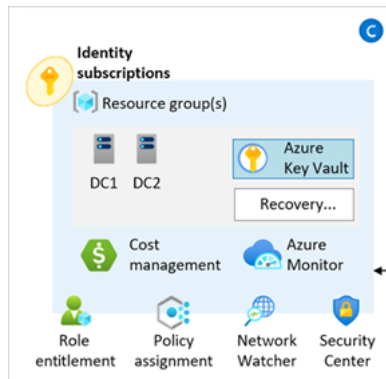 C
Identity
subscriptions
Resource group(s)
DC1 DC2
Azure
Key Vault
Recovery...
Cost
management
Azure
Monitor
Role
entitlement
Policy
assignment
Network
Watcher
Security
Center